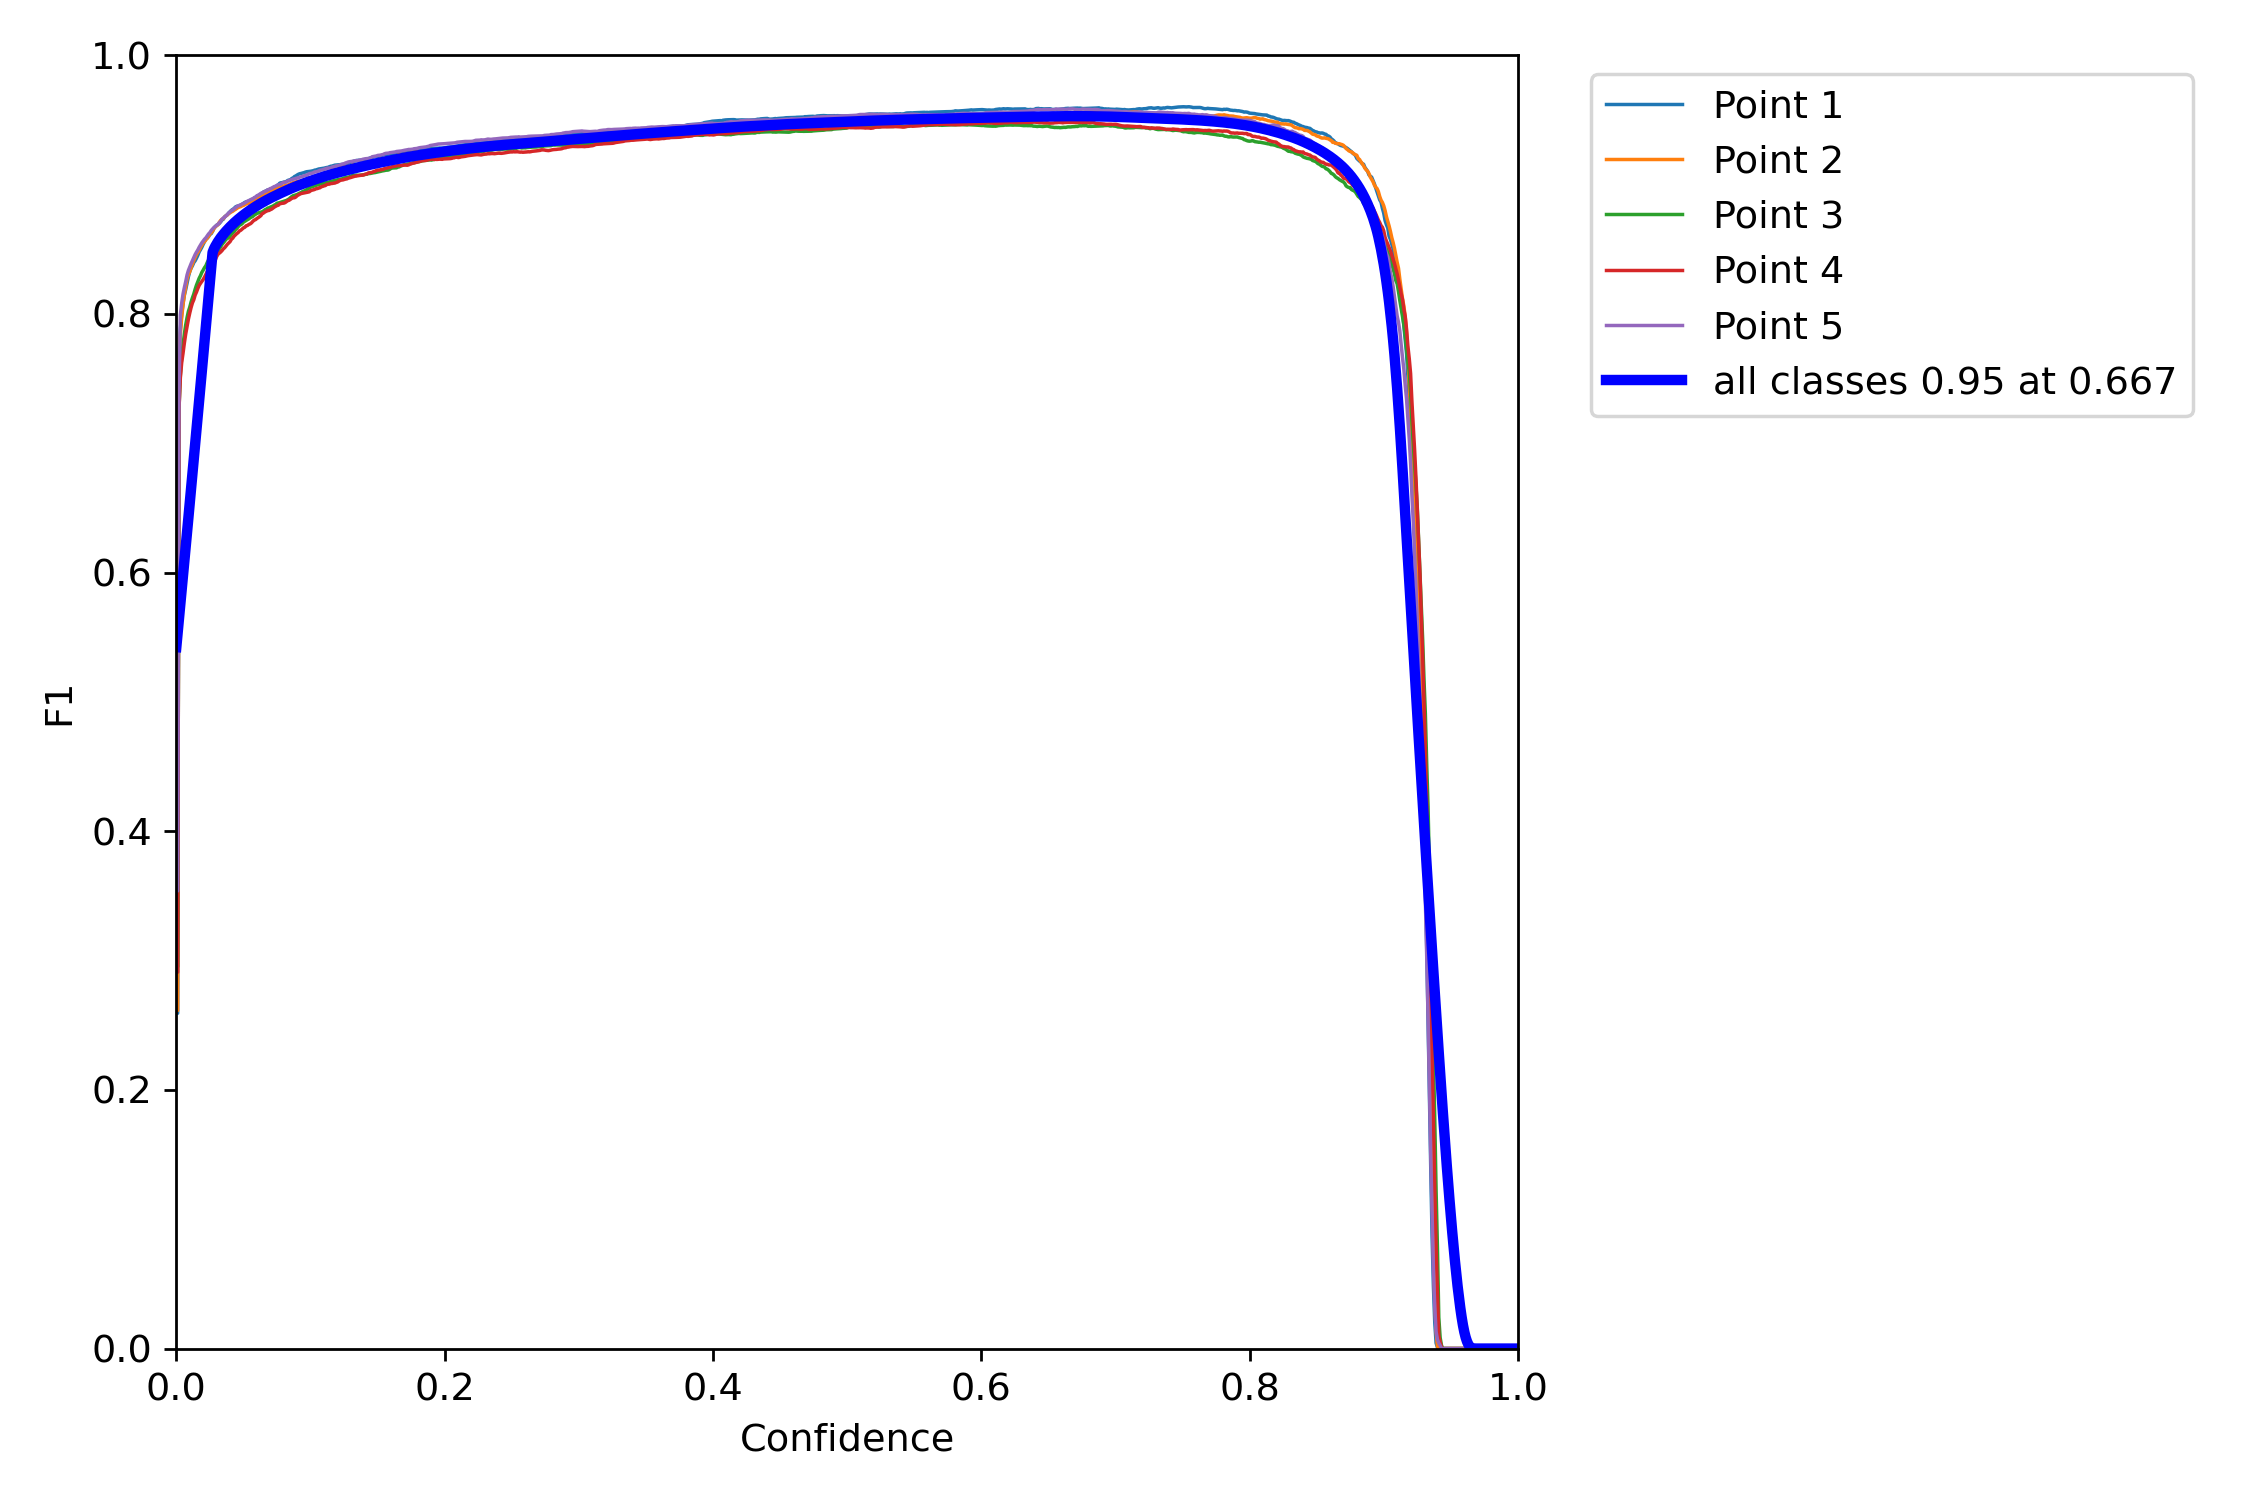 1.0
0.8
0.6
0.4
0.2
0.0
F1
0.0 0.2 0.4 0.6 0.8 1.0
Confidence
Point 1
Point 2
Point 3
Point 4
Point 5
all classes 0.95 at 0.667